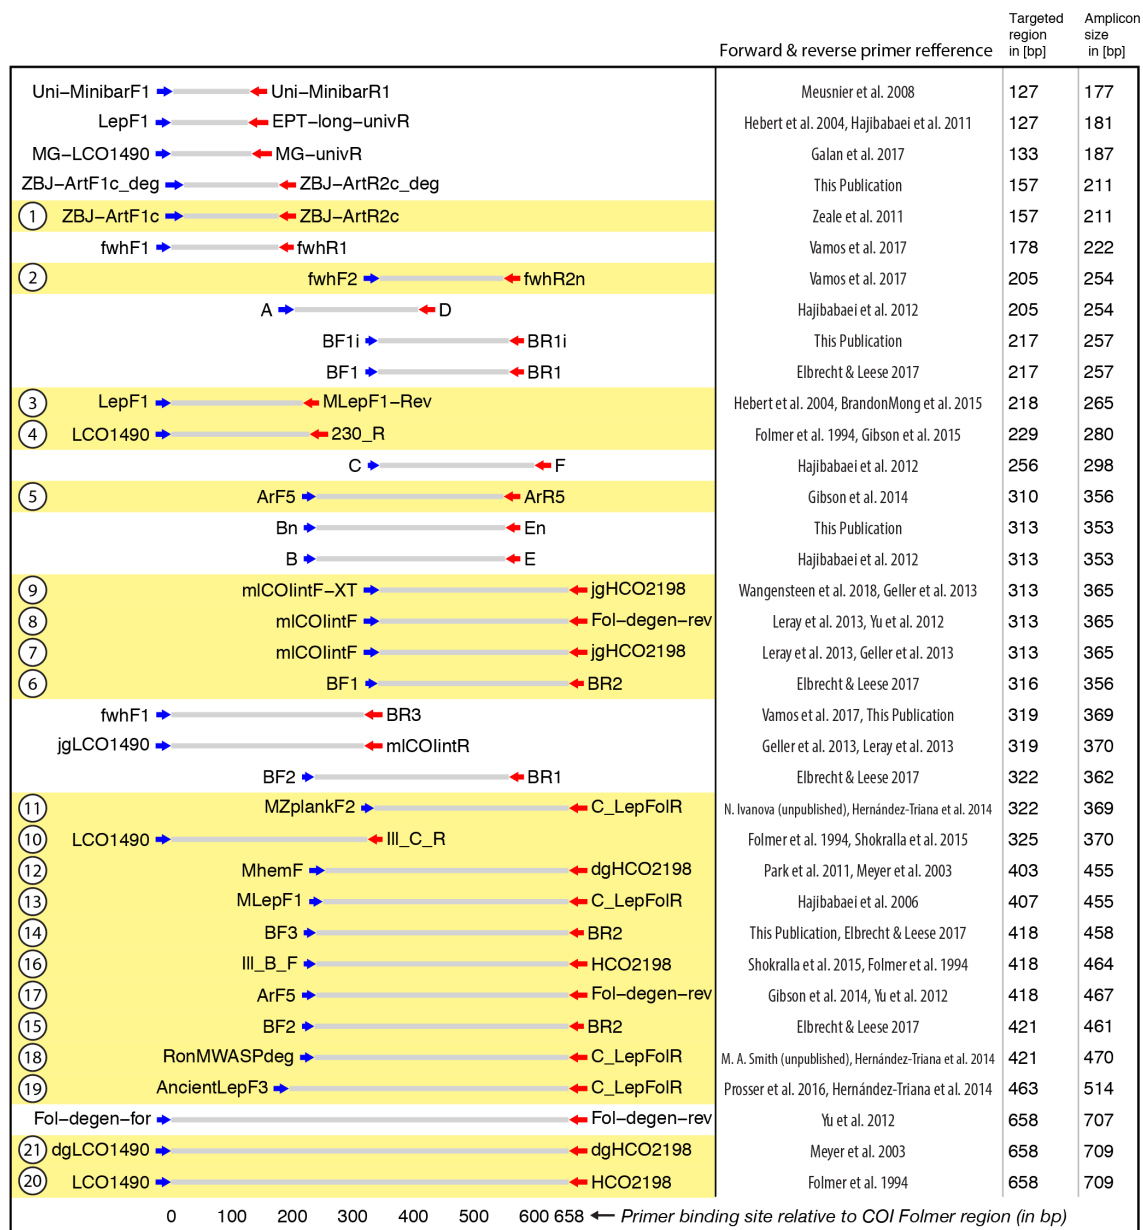 Forward & reverse primer refference Targeted region in [bp] Amplicon size in [bp]
Uni–MinibarF1 Uni–MinibarR1 Meusnier et al. 2008 127 177
LepF1 EPT–long–univR Hebert et al. 2004, Hajibabaei et al. 2011 127 181
MG–LCO1490 MG–univR Galan et al. 2017 133 187
ZBJ–ArtF1c_deg ZBJ–ArtR2c_deg This Publication 157 211
1 ZBJ–ArtF1c ZBJ–ArtR2c Zeale et al. 2011 157 211
fwhF1 fwhR1 Vamos et al. 2017 178 222
2 fwhF2 fwhR2n Vamos et al. 2017 205 254
A D Hajibabaei et al. 2012 205 254
BF1i BR1i This Publication 217 257
BF1 BR1 Elbrecht & Leese 2017 217 257
3 LepF1 MLepF1–Rev Hebert et al. 2004, BrandonMong et al. 2015 218 265
4 LCO1490 230_R Folmer et al. 1994, Gibson et al. 2015 229 280
C F Hajibabaei et al. 2012 256 298
5 ArF5 ArR5 Gibson et al. 2014 310 356
Bn En This Publication 313 353
B E Hajibabaei et al. 2012 313 353
9 mlCOIintF–XT jgHCO2198 Wangensteen et al. 2018, Geller et al. 2013 313 365
8 mlCOIintF Fol–degen–rev Leray et al. 2013, Yu et al. 2012 313 365
7 mlCOIintF jgHCO2198 Leray et al. 2013, Geller et al. 2013 313 365
6 BF1 BR2 Elbrecht & Leese 2017 316 356
fwhF1 BR3 Vamos et al. 2017, This Publication 319 369
jgLCO1490 mlCOIintR Geller et al. 2013, Leray et al. 2013 319 370
BF2 BR1 Elbrecht & Leese 2017 322 362
11 MZplankF2 C_LepFolR N. Ivanova (unpublished), Hernández-Triana et al. 2014 322 369
10 LCO1490 Ill_C_R Folmer et al. 1994, Shokralla et al. 2015 325 370
12 MhemF dgHCO2198 Park et al. 2011, Meyer et al. 2003 403 455
13 MLepF1 C_LepFolR Hajibabaei et al. 2006 407 455
14 BF3 BR2 This Publication, Elbrecht & Leese 2017 418 458
16 Ill_B_F HCO2198 Shokralla et al. 2015, Folmer et al. 1994 418 464
17 ArF5 Fol–degen–rev Gibson et al. 2014, Yu et al. 2012 418 467
15 BF2 BR2 Elbrecht & Leese 2017 421 461
18 RonMWASPdeg C_LepFolR M. A. Smith (unpublished), Hernández-Triana et al. 2014 421 470
19 AncientLepF3 C_LepFolR Prosser et al. 2016, Hernández-Triana et al. 2014 463 514
Fol–degen–for Fol–degen–rev Yu et al. 2012 658 707
21 dgLCO1490 dgHCO2198 Meyer et al. 2003 658 709
20 LCO1490 HCO2198 Folmer et al. 1994 658 709
0 100 200 300 400 500 600 658 ← Primer binding site relative to COI Folmer region (in bp)